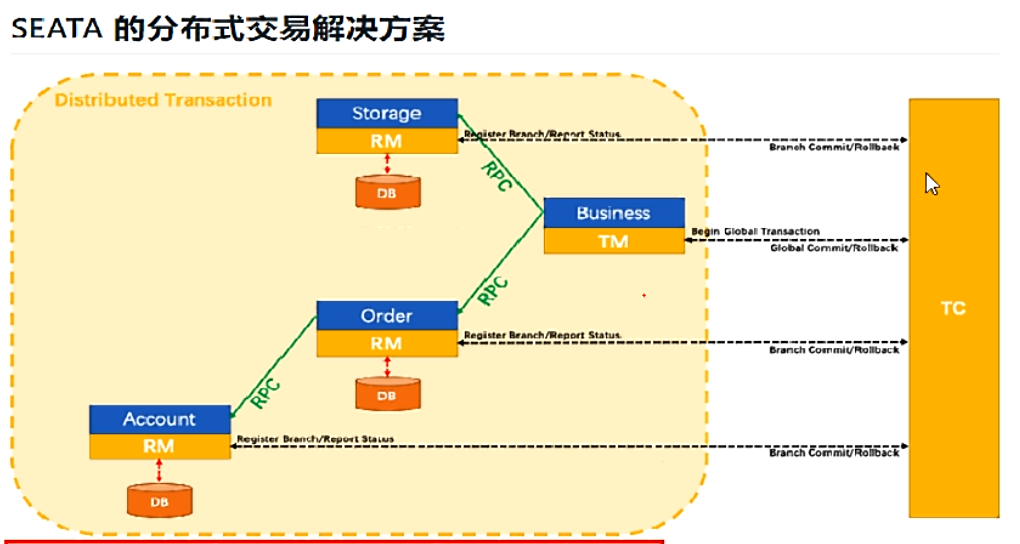 SEATA 的分布式交易解决方案
Distributed Transaction
Storage
RM
DB
Register Branch/Report Status
Branch Commit/Rollback
RPC
Business
TM
Begin Global Transaction
Global Commit/Rollback
RPC
Order
RM
DB
Register Branch/Report Status
Branch Commit/Rollback
TC
RPC
Account
RM
DB
Register Branch/Report Status
Branch Commit/Rollback